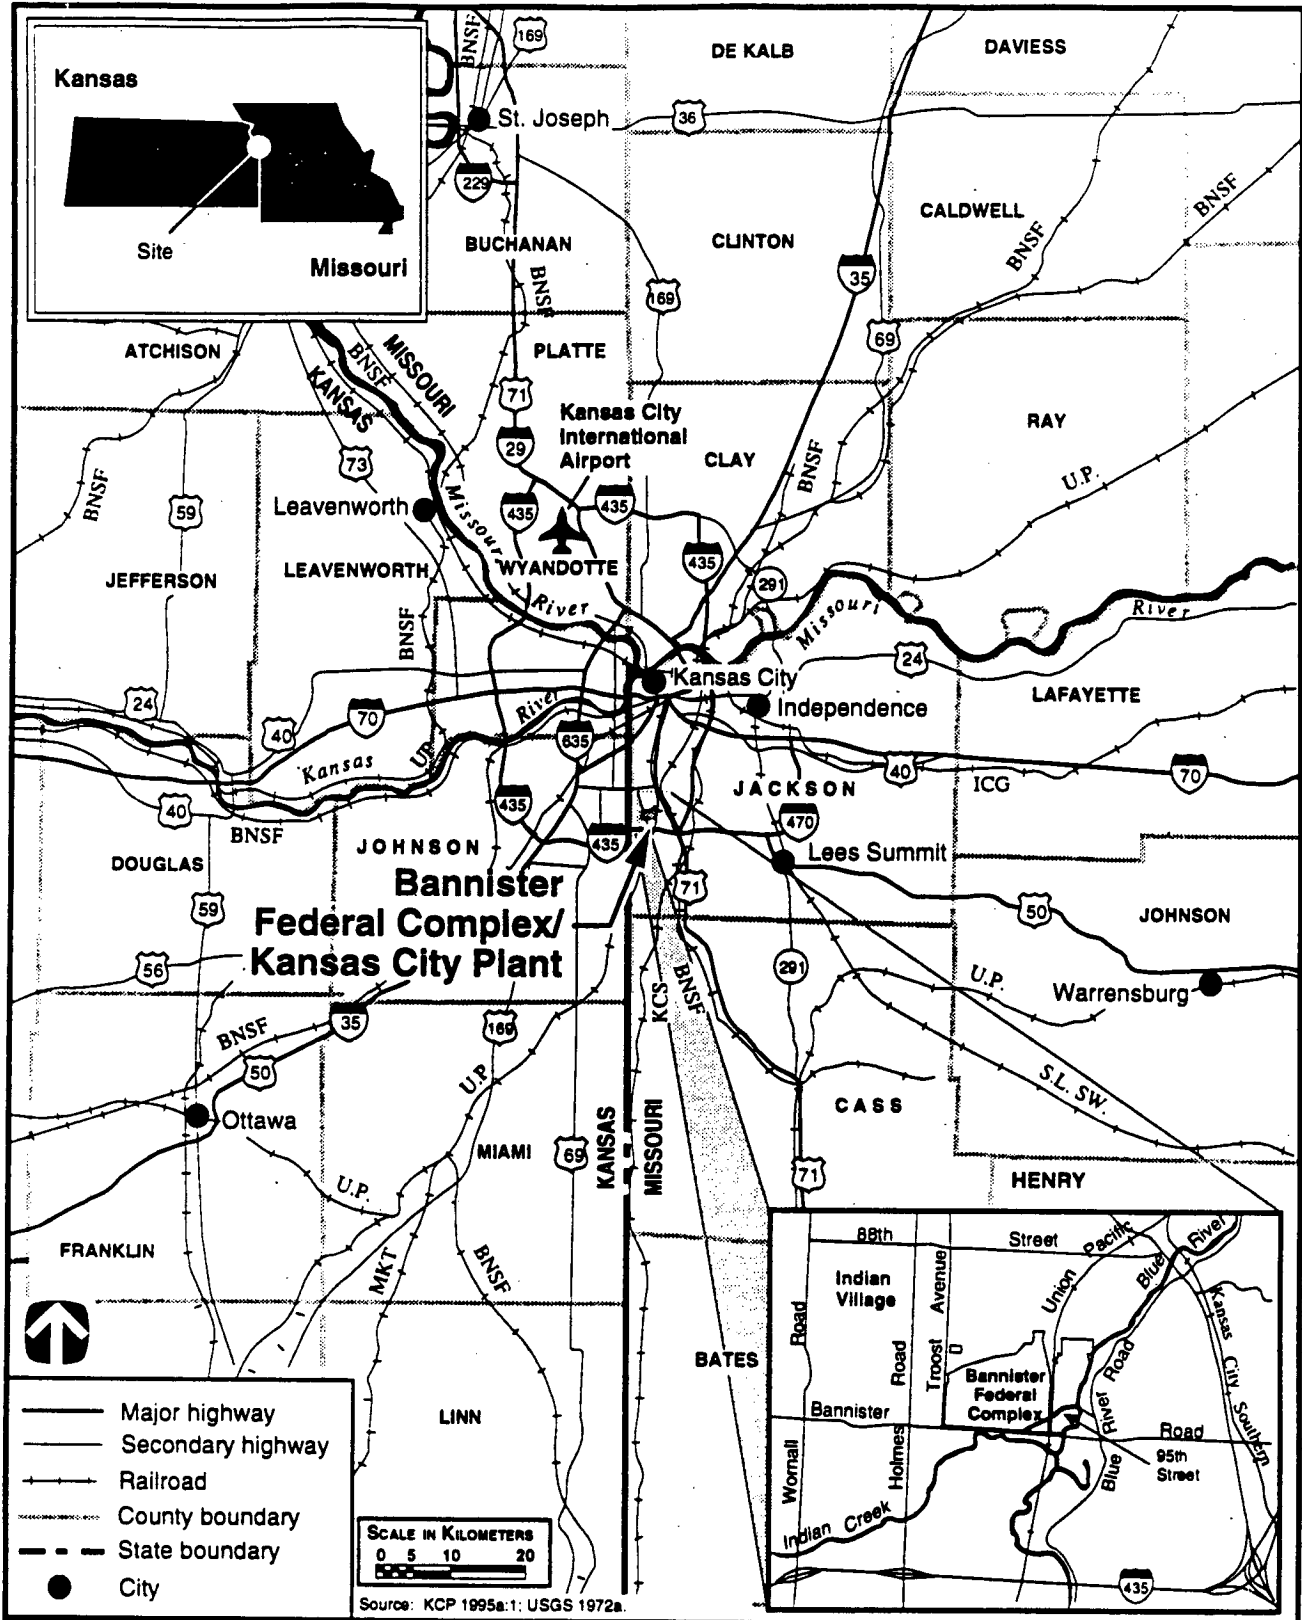 Kansas
Site
Missouri
BNSF
169
DE KALB
DAVIESS
St. Joseph
36
229
BUCHANAN
CLINTON
CALDWELL
BNSF
BNSF
BNSF
35
169
69
ATCHISON
BNSF
MISSOURI
KANSAS
PLATTE
71
Kansas City
International
Airport
29
CLAY
RAY
BNSF
U.P.
73
BNSF
59
Leavenworth
Missouri
435
435
435
JEFFERSON
LEAVENWORTH
WYANDOTTE
291
River
Missouri
River
BNSF
24
Kansas City
LAFAYETTE
24
70
40
River
Independence
635
Kansas
UP
40
ICG
70
JACKSON
40
BNSF
435
470
435
Lees Summit
DOUGLAS
JOHNSON
71
59
50
JOHNSON
Bannister
Federal Complex/
Kansas City Plant
56
KCS
BNSF
291
U.P.
Warrensburg
BNSF
35
169
50
U.P.
S.L. SW.
Ottawa
KANSAS
MISSOURI
CASS
MIAMI
69
71
U.P.
HENRY
FRANKLIN
MKT
BNSF
BATES
LINN
88th
Street
Union
Pacific
Blue
River
Indian
Village
Avenue
Troost
Road
Road
Kansas
City
Southern
Bannister
Federal
Complex
Road
Bannister
River
Blue
Road
95th
Street
Wornall
Holmes
Indian Creek
435
Major highway
Secondary highway
Railroad
County boundary
State boundary
City
SCALE IN KILOMETERS
0 5 10 20
Source: KCP 1995a:1; USGS 1972a.